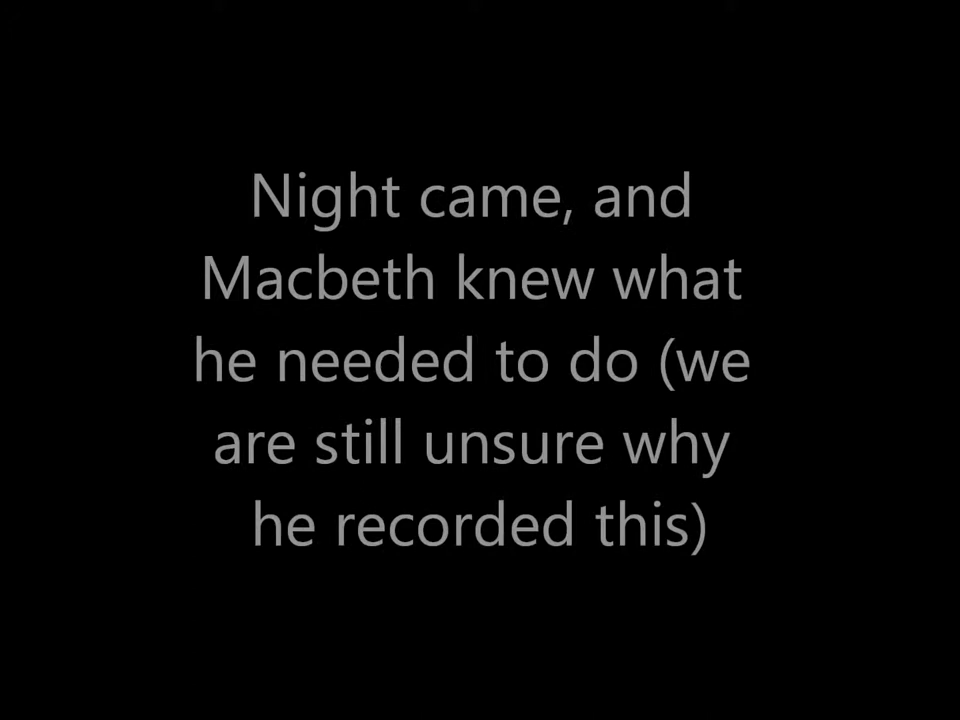 Night came, and
Macbeth knew what
he needed to do (we
are still unsure why
he recorded this)